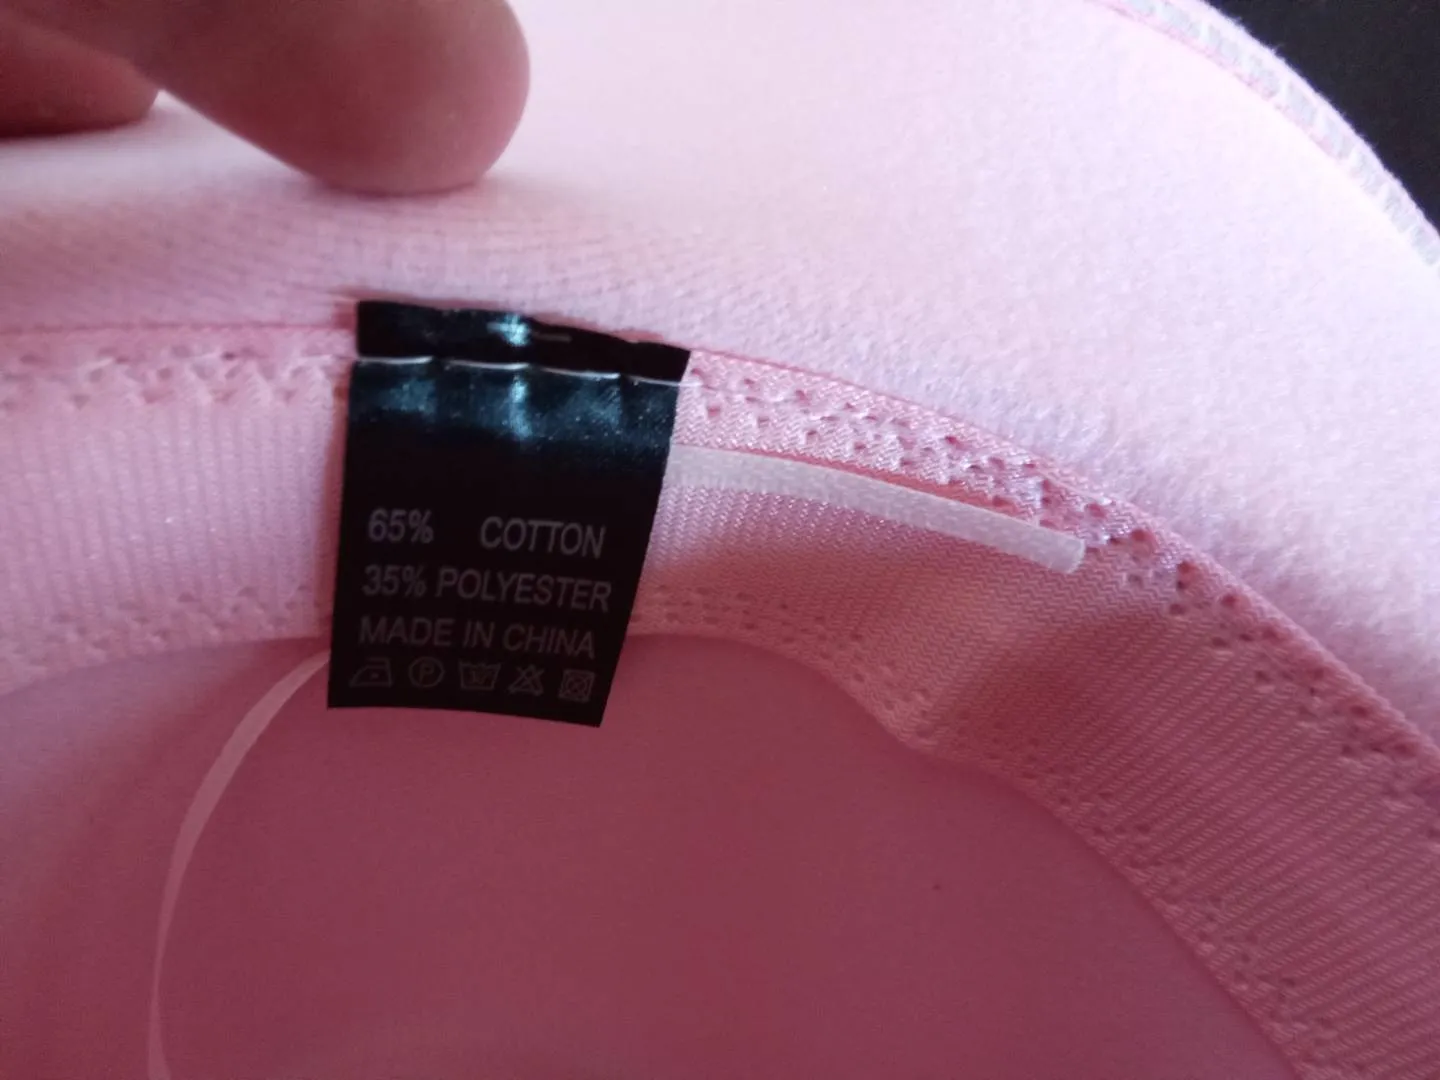 65% COTTON
35% POLYESTER
MADE IN CHINA